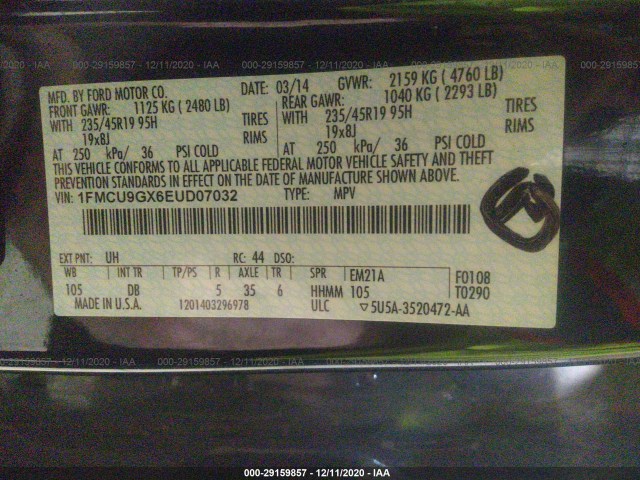 000-29159857 - 12/11/2020 - IAA
MFD. BY FORD MOTOR CO. DATE: 03/14 GVWR: 2159 KG ( 4760 LB)
FRONT GAWR: 1125 KG ( 2480 LB) REAR GAWR: 1040 KG ( 2293 LB)
WITH 235/45R19 95H TIRES WITH 235/45R19 95H TIRES
19x8J RIMS 19x8J RIMS
AT 250 kPa/ 36 PSI COLD AT 250 kPa/ 36 PSI COLD
THIS VEHICLE CONFORMS TO ALL APPLICABLE FEDERAL MOTOR VEHICLE SAFETY AND THEFT
PREVENTION STANDARDS IN EFFECT ON THE DATE OF MANUFACTURE SHOWN ABOVE.
VIN: 1FMCU9GX6EUD07032 TYPE: MPV
EXT PNT: UH RC: 44 DSO:
WB INT TR TP/PS R AXLE TR SPR EM21A F0108
105 DB 5 35 6 HHMM 105 T0290
MADE IN U.S.A. 1201403296978 ULC ▽5U5A-3520472-AA
000-29159857 - 12/11/2020 - IAA